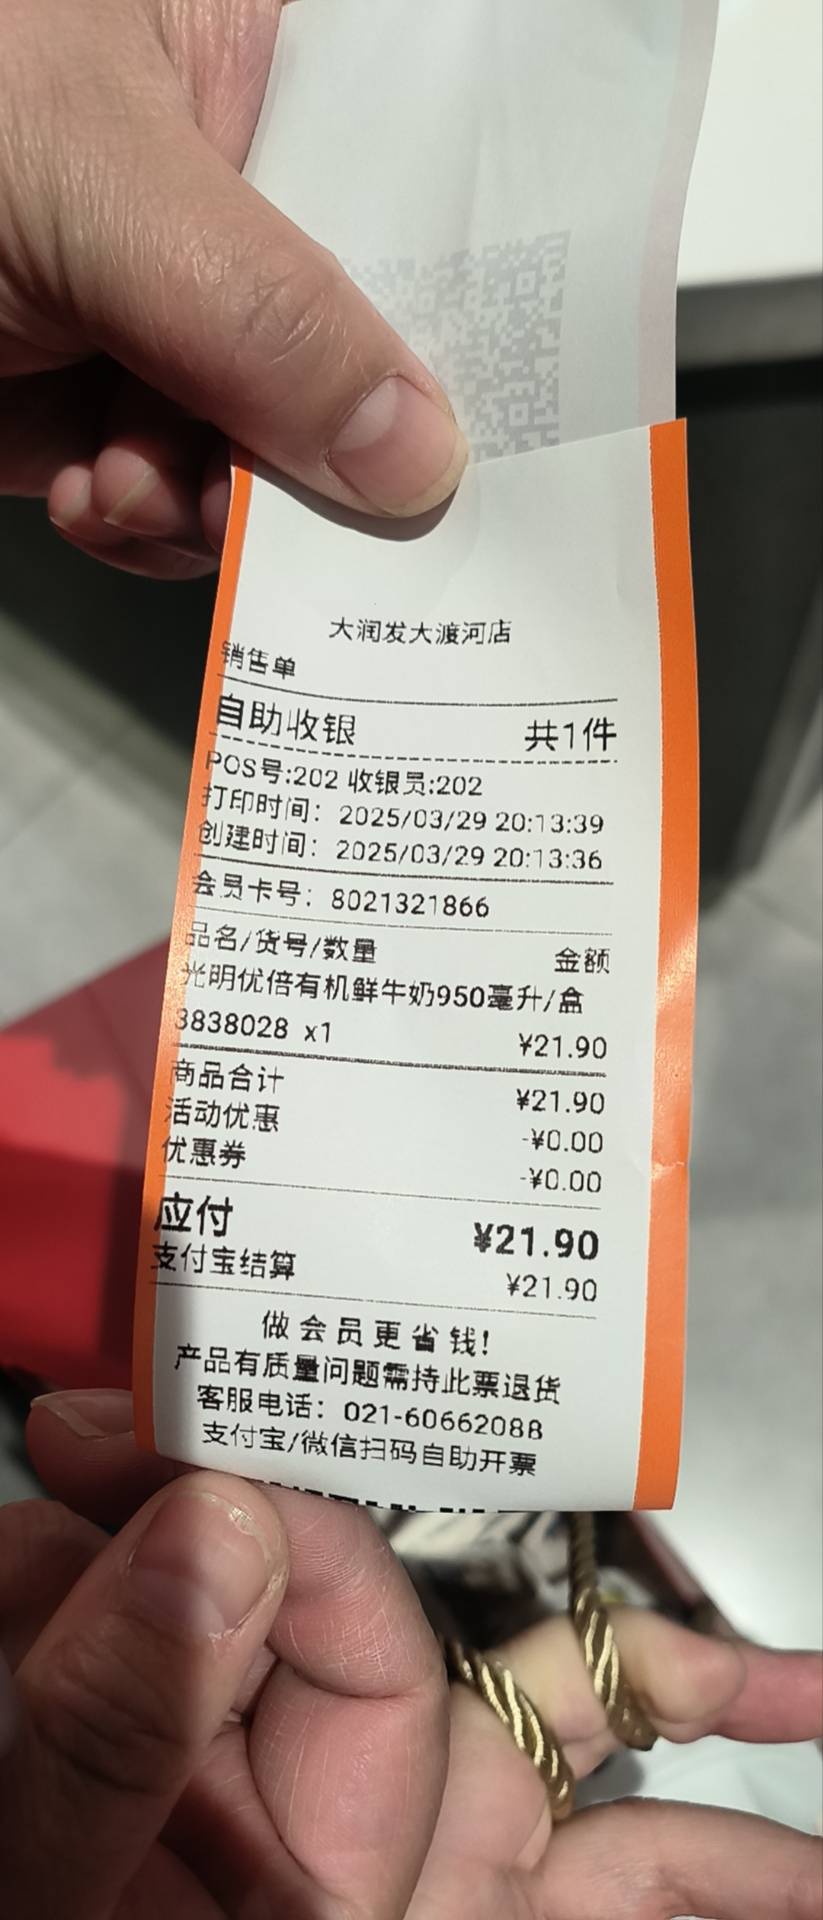 大润发大渡河店
销售单
自助收银 共1件
POS号:202 收银员:202
打印时间：2025/03/29 20:13:39
创建时间：2025/03/29 20:13:36
会员卡号：8021321866
品名/货号/数量 金额
光明优倍有机鲜牛奶950毫升/盒
3838028 x1 ¥21.90
商品合计 ¥21.90
活动优惠 -¥0.00
优惠券 -¥0.00
应付 ¥21.90
支付宝结算 ¥21.90
做会员更省钱!
产品有质量问题需持此票退货
客服电话：021-60662088
支付宝/微信扫码自助开票